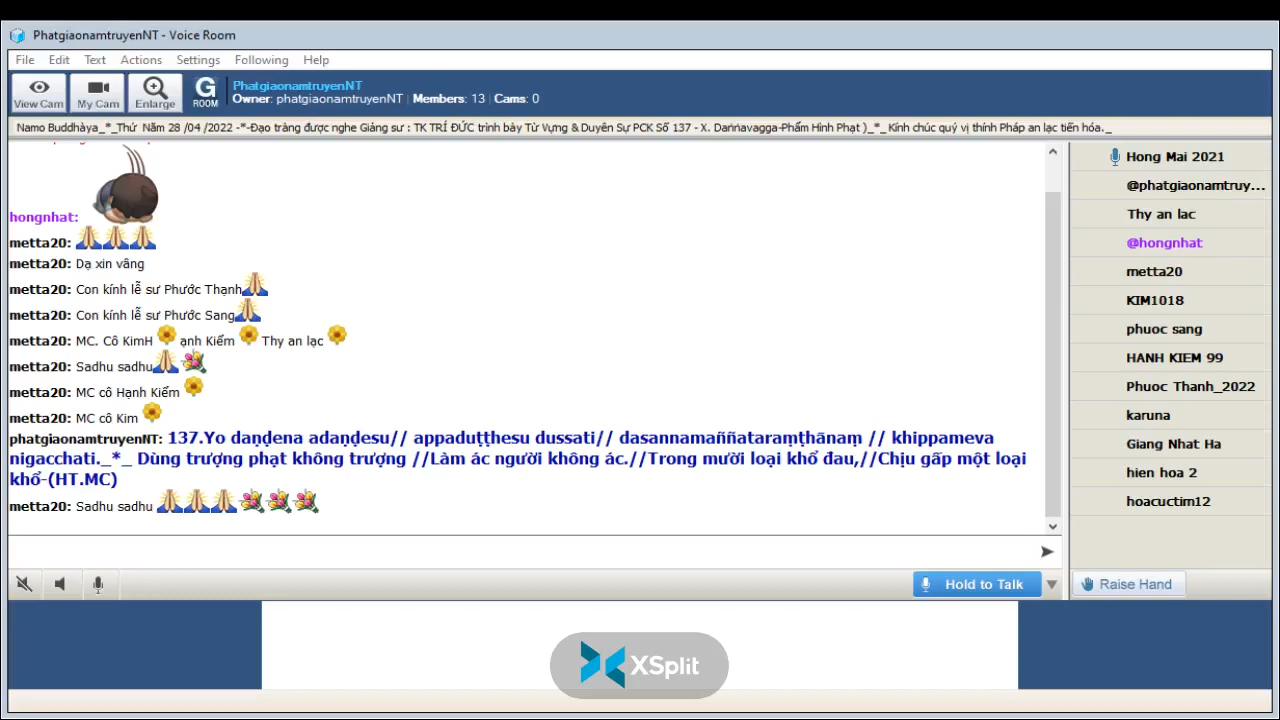 PhatgiaonamtruyenNT - Voice Room
File Edit Text Actions Settings Following Help
View Cam My Cam Enlarge G ROOM PhatgiaonamtruyenNT
Owner: phatgiaonamtruyenNT | Members: 13 | Cams: 0
Namo Buddhàya_*_Thứ Năm 28 /04 /2022 -*-Đạo tràng được nghe Giảng sư : TK TRÍ ĐỨC trình bày Từ Vựng & Duyên Sự PCK Số 137 - X. Daṇṇavagga-Phẩm Hình Phạt )_*_ Kính chúc quý vị thính Pháp an lạc tiến hóa._
hongnhat:
metta20:
metta20: Dạ xin vâng
metta20: Con kính lễ sư Phước Thạnh
metta20: Con kính lễ sư Phước Sang
metta20: MC. Cô KimH ạnh Kiểm Thy an lạc
metta20: Sadhu sadhu
metta20: MC cô Hạnh Kiểm
metta20: MC cô Kim
phatgiaonamtruyenNT: 137.Yo daṇḍena adaṇḍesu// appaduṭṭhesu dussati// dasannamaññataraṃṭhānaṃ // khippameva
nigacchati._*_ Dùng trượng phạt không trượng //Làm ác người không ác.//Trong mười loại khổ đau,//Chịu gấp một loại
khổ-(HT.MC)
metta20: Sadhu sadhu
Hold to Talk
Hong Mai 2021
@phatgiaonamtruy...
Thy an lac
@hongnhat
metta20
KIM1018
phuoc sang
HANH KIEM 99
Phuoc Thanh_2022
karuna
Giang Nhat Ha
hien hoa 2
hoacuctim12
Raise Hand
XSplit